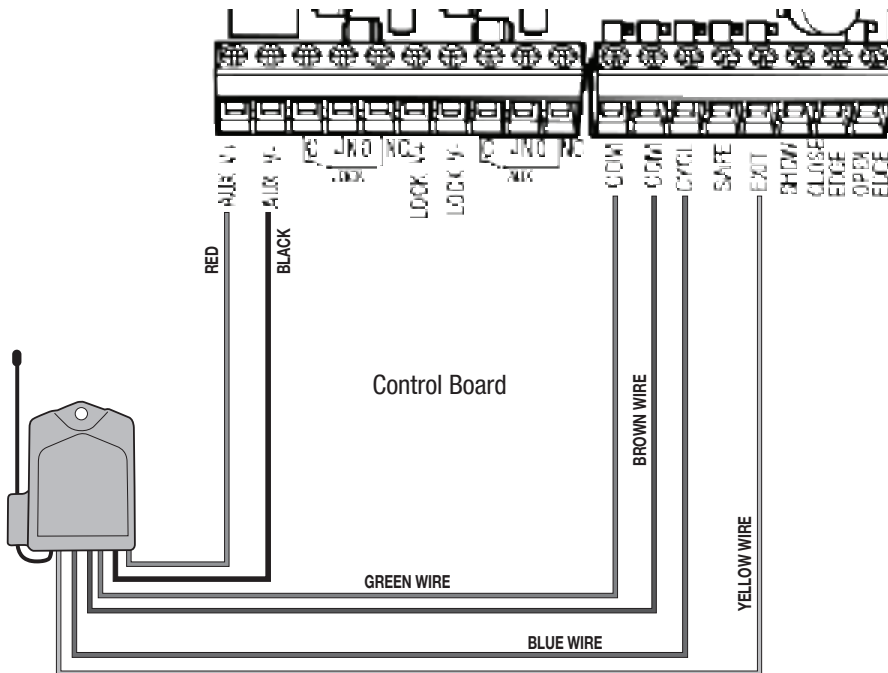 AUX V+
AUX V-
NO
NC
LOCK
LOCK V+
LOCK V-
NO
NC
AUX
COM
COM
CYCL
SAFE
EXIT
SHDW
CLOSE
EDGE
OPEN
EDGE
RED
BLACK
Control Board
BROWN WIRE
YELLOW WIRE
GREEN WIRE
BLUE WIRE